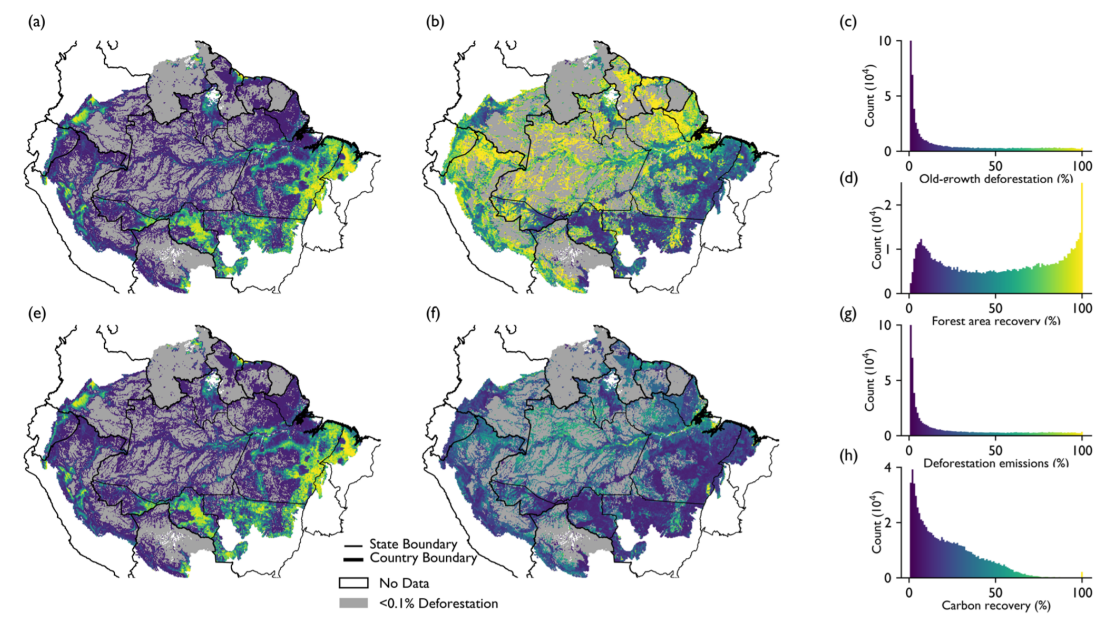 (a)
(b)
(c)
10
5
0
Count (10⁴)
50
100
Old-growth deforestation (%)
(d)
2
1
0
Count (10⁴)
0
50
100
Forest area recovery (%)
(e)
(f)
(g)
10
5
0
Count (10⁴)
50
100
Deforestation emissions (%)
(h)
4
2
0
Count (10⁴)
0
50
100
Carbon recovery (%)
State Boundary
Country Boundary
No Data
<0.1% Deforestation